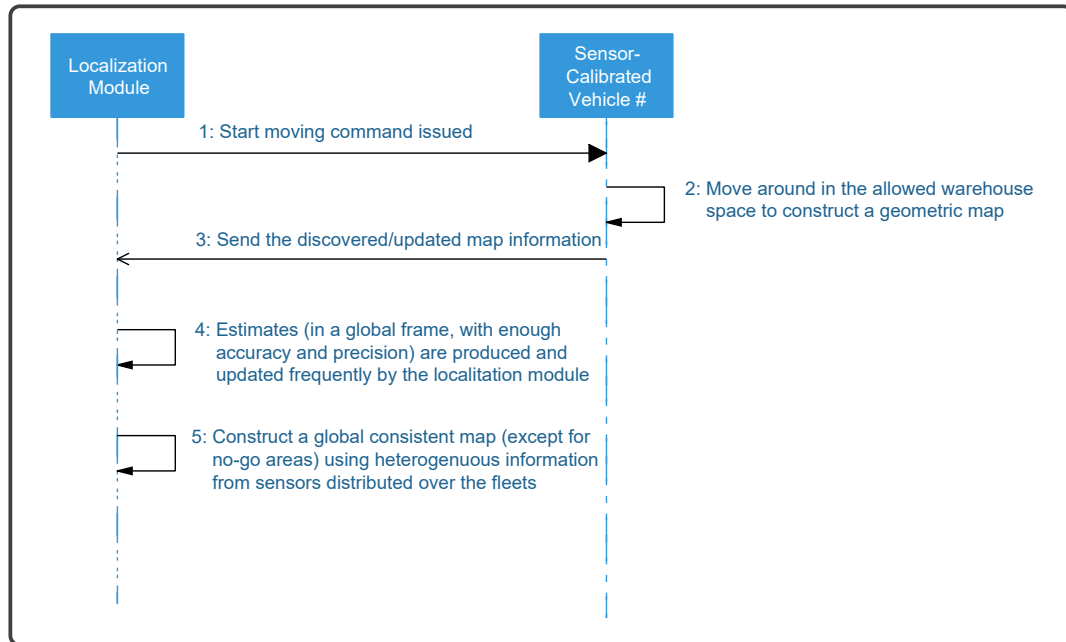 Localization
Module
Sensor-
Calibrated
Vehicle #
1: Start moving command issued
2: Move around in the allowed warehouse
space to construct a geometric map
3: Send the discovered/updated map information
4: Estimates (in a global frame, with enough
accuracy and precision) are produced and
updated frequently by the localitation module
5: Construct a global consistent map (except for
no-go areas) using heterogenuous information
from sensors distributed over the fleets